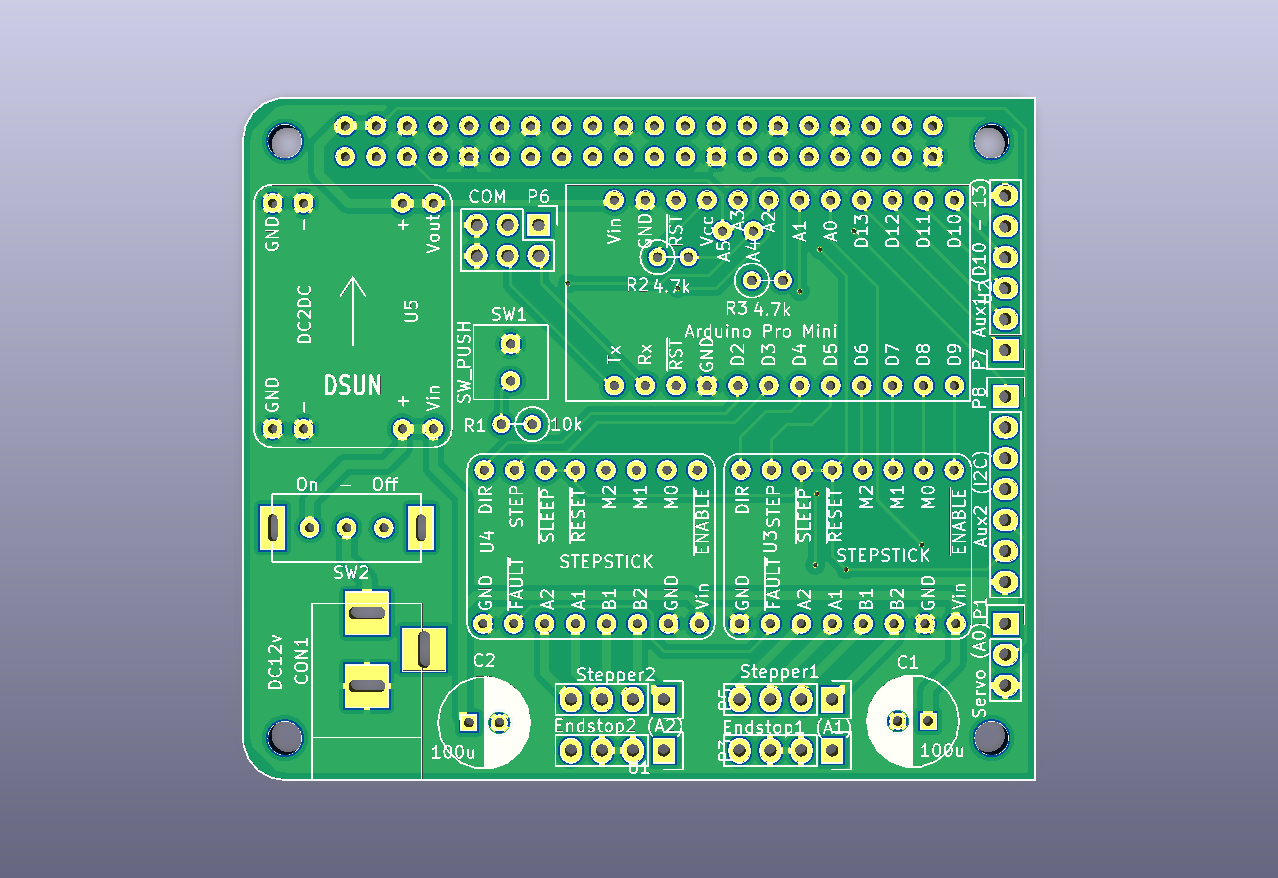 COM P6
GND - + Vout
DC2DC
U5
DSUN
GND - + Vin
SW1
SW_PUSH
R1 10k
Vin GND RST Vcc A3 A2 A1 A0 D13 D12 D11 D10
A5 A4
R2 4.7k
R3 4.7k
Arduino Pro Mini
Tx Rx RST GND D2 D3 D4 D5 D6 D7 D8 D9
Aux1 (D10 - 13)
P7
P8
Aux2 (I2C)
P1
Servo (A0)
On - Off
SW2
DC12v
CON1
DIR STEP SLEEP RESET M2 M1 M0 ENABLE
U4
STEPSTICK
GND FAULT A2 A1 B1 B2 GND Vin
DIR STEP SLEEP RESET M2 M1 M0 ENABLE
U3
STEPSTICK
GND FAULT A2 A1 B1 B2 GND Vin
C2
100u
Stepper2
Endstop2 (A2)
U1
Stepper1
P5
Endstop1 (A1)
C1
100u